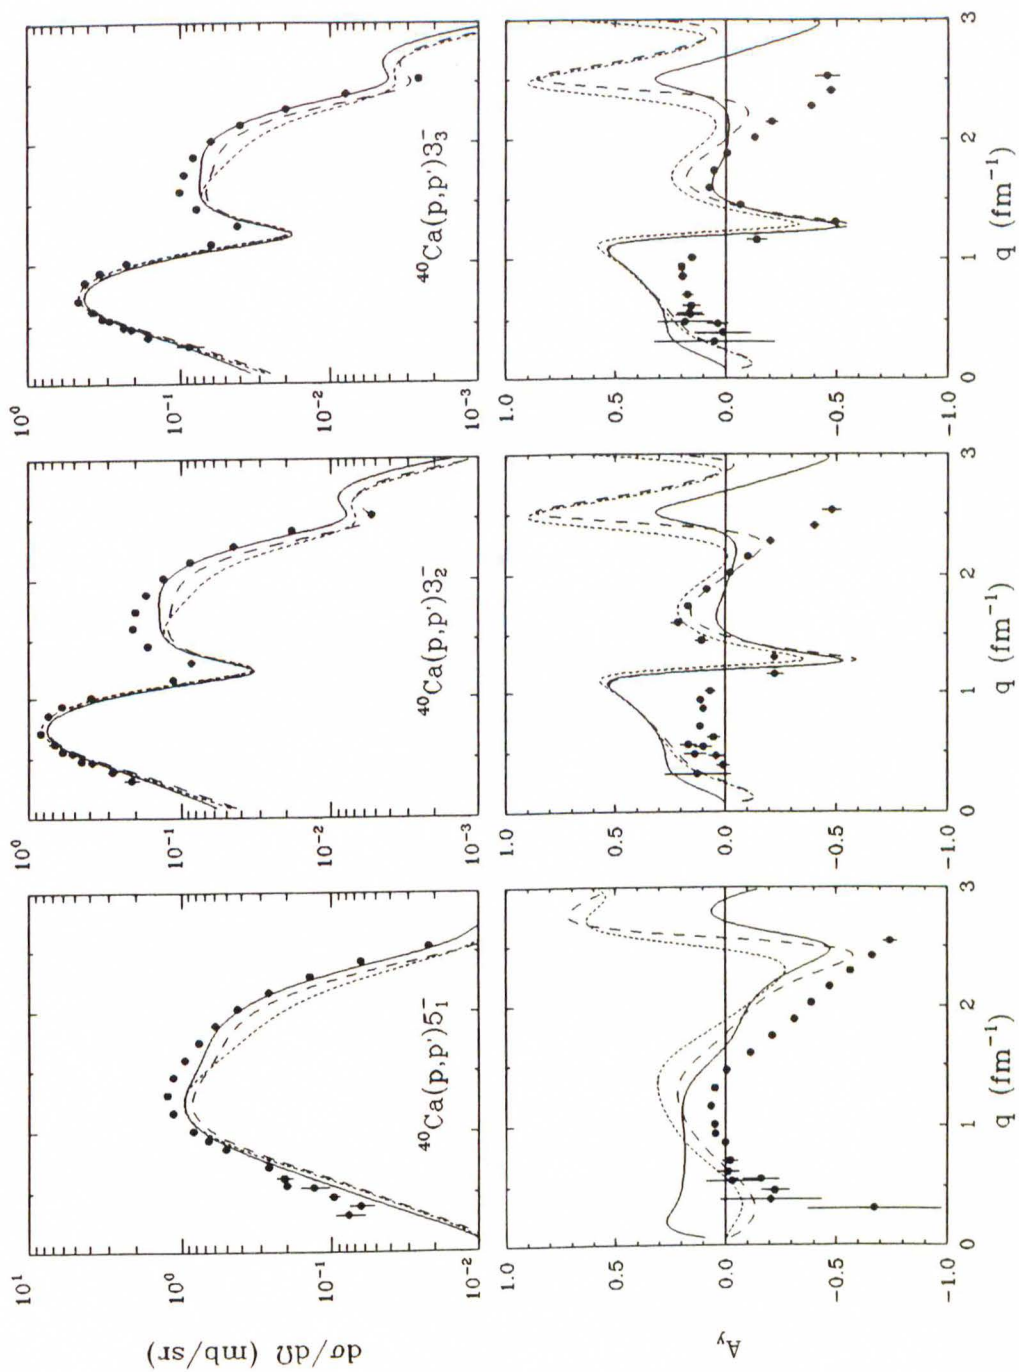 dσ/dΩ (mb/sr)
10¹
10⁰
10⁻¹
10⁻²
⁴⁰Ca(p,p')5₁⁻
10⁰
10⁻¹
10⁻²
10⁻³
⁴⁰Ca(p,p')3₂⁻
10⁰
10⁻¹
10⁻²
10⁻³
⁴⁰Ca(p,p')3₃⁻
A_y
1.0
0.5
0.0
−0.5
−1.0
0 1 2 3
q (fm⁻¹)
1.0
0.5
0.0
−0.5
−1.0
0 1 2 3
q (fm⁻¹)
1.0
0.5
0.0
−0.5
−1.0
0 1 2 3
q (fm⁻¹)